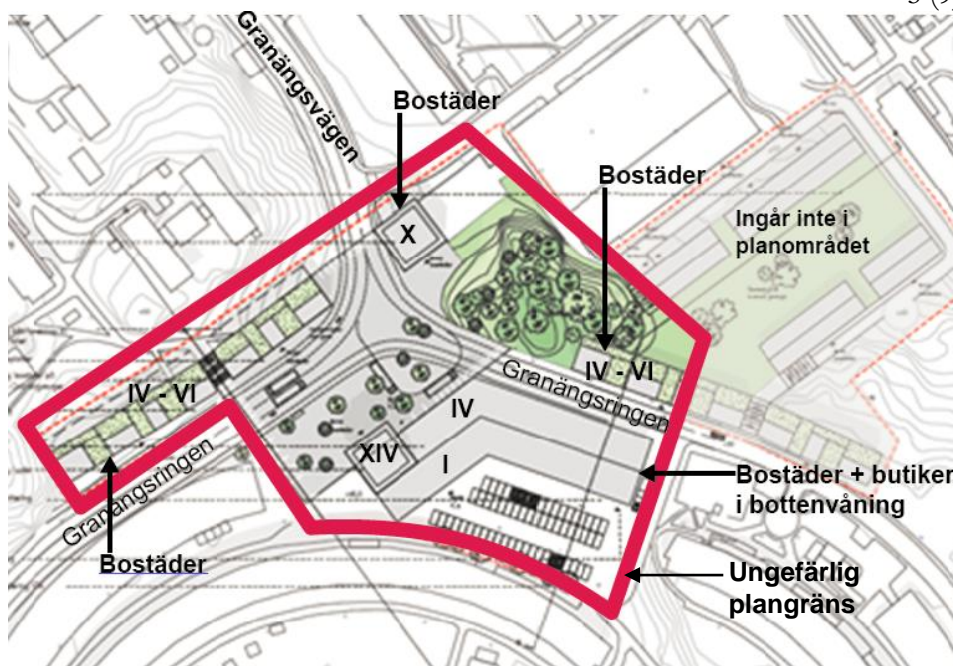 Granängsvägen
Bostäder
Bostäder
X
Ingår inte i
planområdet
IV - VI
IV - VI
Granängsringen
IV
XIV
I
Granängsringen
Bostäder + butiker
i bottenvåning
Bostäder
Ungefärlig
plangräns